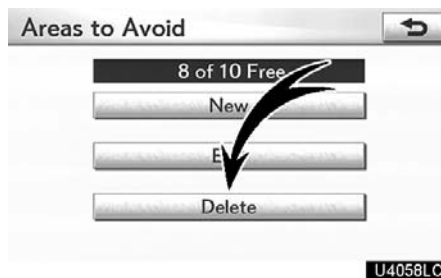 Areas to Avoid
8 of 10 Free
New
E
Delete
U4058LC